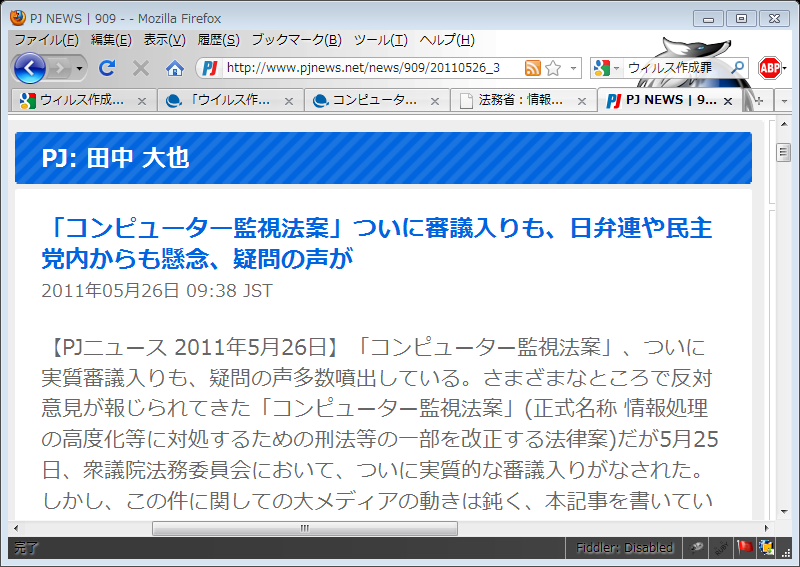 PJ NEWS | 909 - - Mozilla Firefox
ファイル(F) 編集(E) 表示(V) 履歴(S) ブックマーク(B) ツール(T) ヘルプ(H)
PJ http://www.pjnews.net/news/909/20110526_3 ウィルス作成罪 ABP
ウィルス作成... 「ウイルス作... コンピュータ... 法務省：情報... PJ PJ NEWS | 9...
PJ: 田中 大也
「コンピューター監視法案」ついに審議入りも、日弁連や民主
党内からも懸念、疑問の声が
2011年05月26日 09:38 JST
【PJニュース 2011年5月26日】「コンピューター監視法案」、ついに
実質審議入りも、疑問の声多数噴出している。さまざまなところで反対
意見が報じられてきた「コンピューター監視法案」(正式名称 情報処理
の高度化等に対処するための刑法等の一部を改正する法律案)だが5月25
日、衆議院法務委員会において、ついに実質的な審議入りがなされた。
しかし、この件に関しての大メディアの動きは鈍く、本記事を書いてい
完了 Fiddler: Disabled